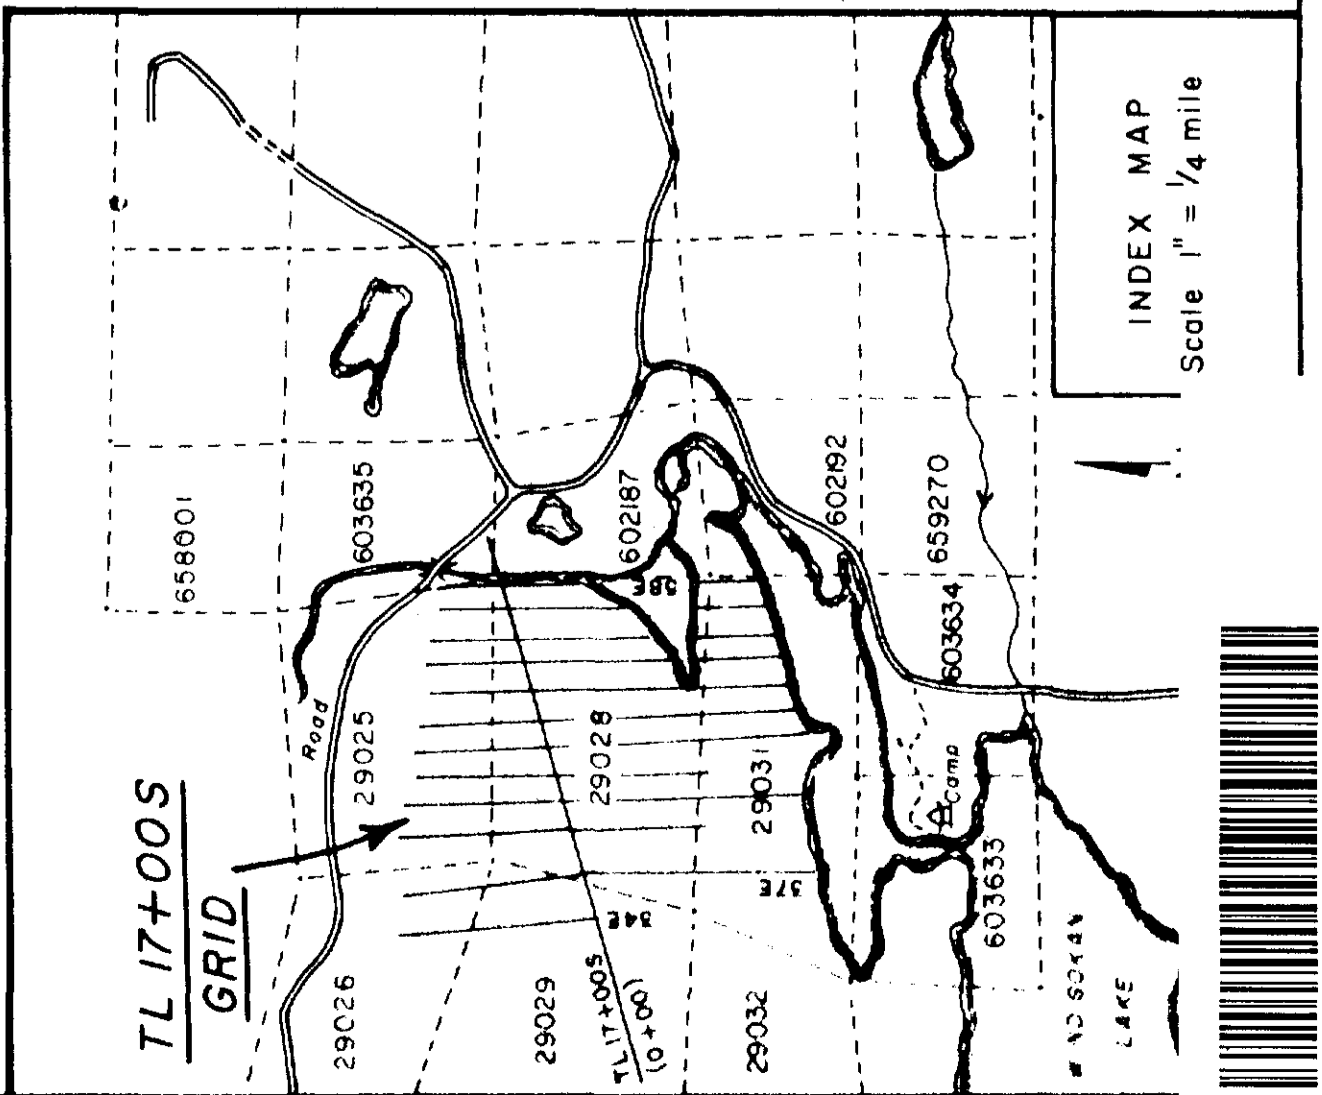 TL 17+00S
GRID
INDEX MAP
Scale 1" = 1/4 mile
658001
603635
602187
602192
659270
603634
Road
29025
29028
29031
38E
37E
34E
Camp
603633
29026
29029
29032
TL 17+00S
(0+00)
LAKE